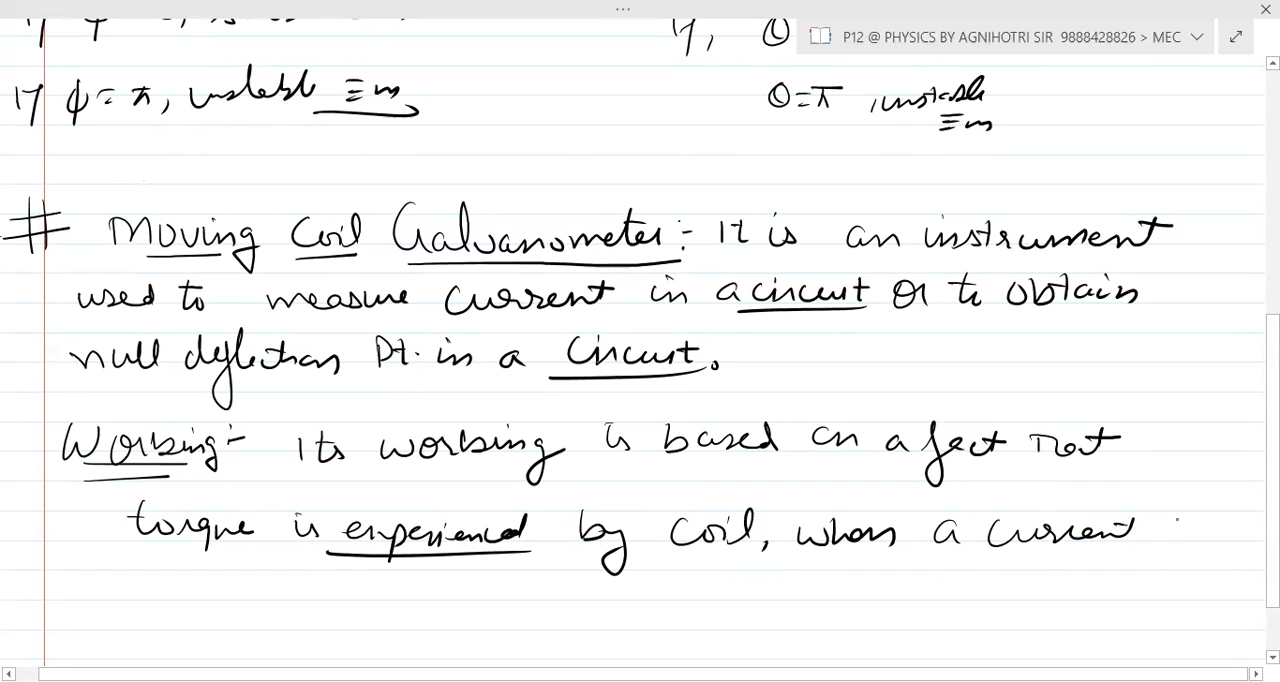 P12 @ PHYSICS BY AGNIHOTRI SIR 9888428826 > MEC
If,
If ϕ = π, unstable ≡m
θ = π, unstable
≡m
# Moving Coil Galvanometer :- It is an instrument
used to measure current in a circuit or to obtain
null deflection Pt. in a circuit.
Working :- Its working is based on a fact that
torque is experienced by coil, when a current